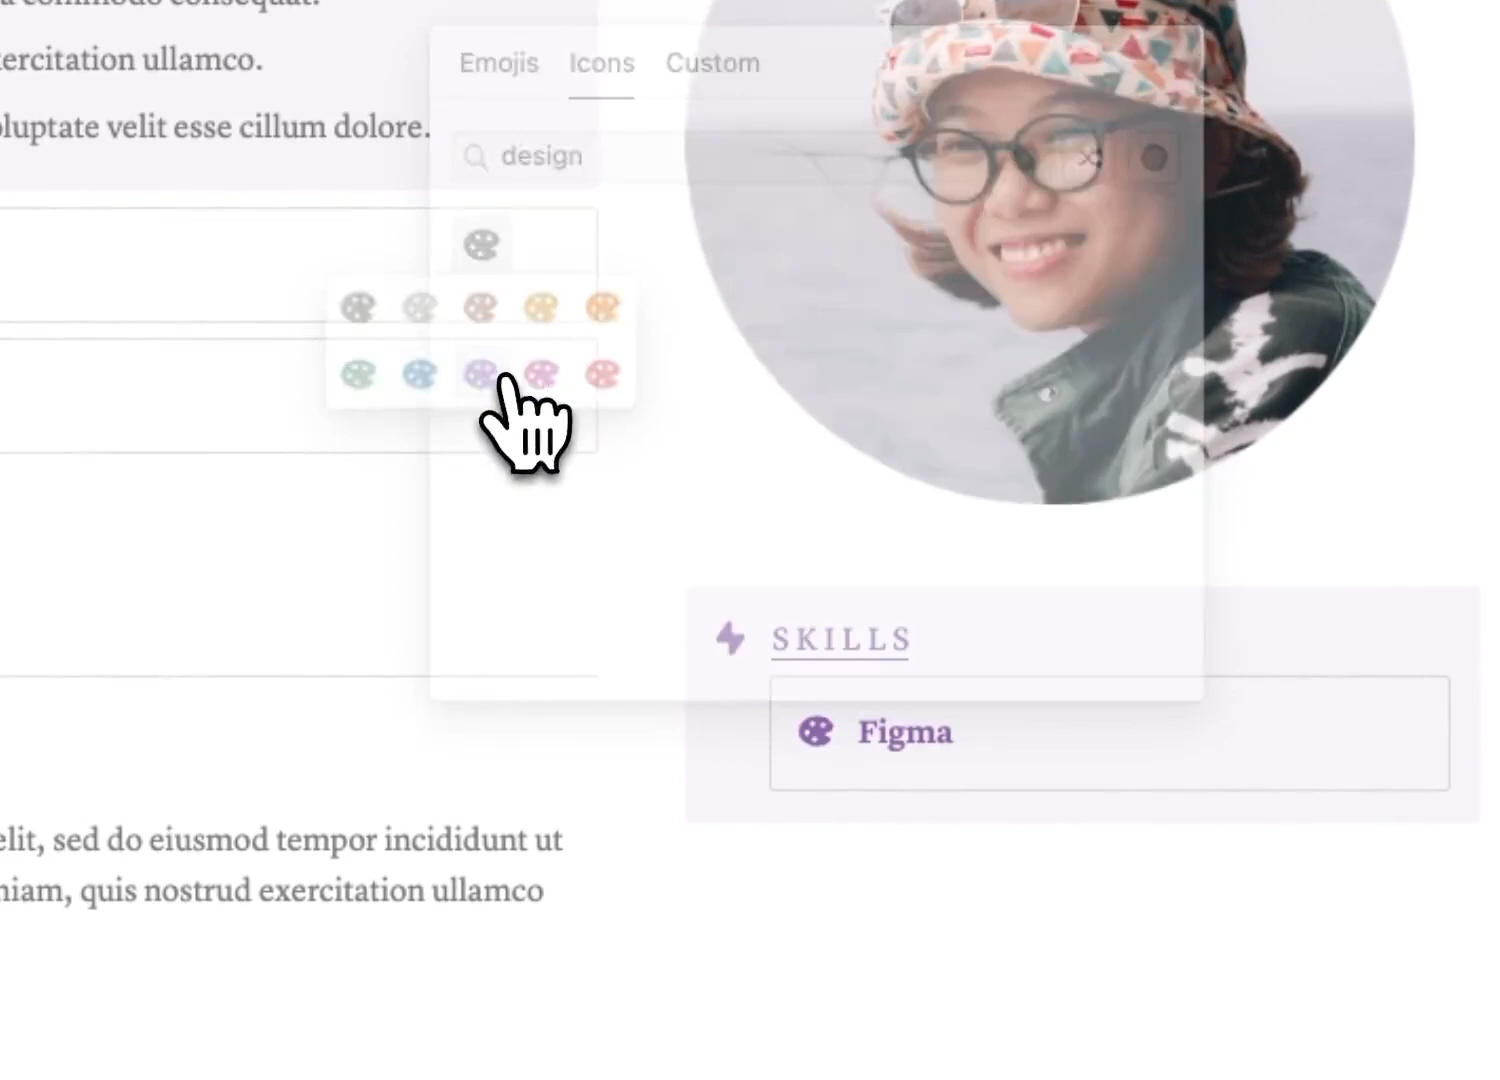 ercitation ullamco.
oluptate velit esse cillum dolore.
Emojis Icons Custom
design
SKILLS
Figma
elit, sed do eiusmod tempor incididunt ut
niam, quis nostrud exercitation ullamco